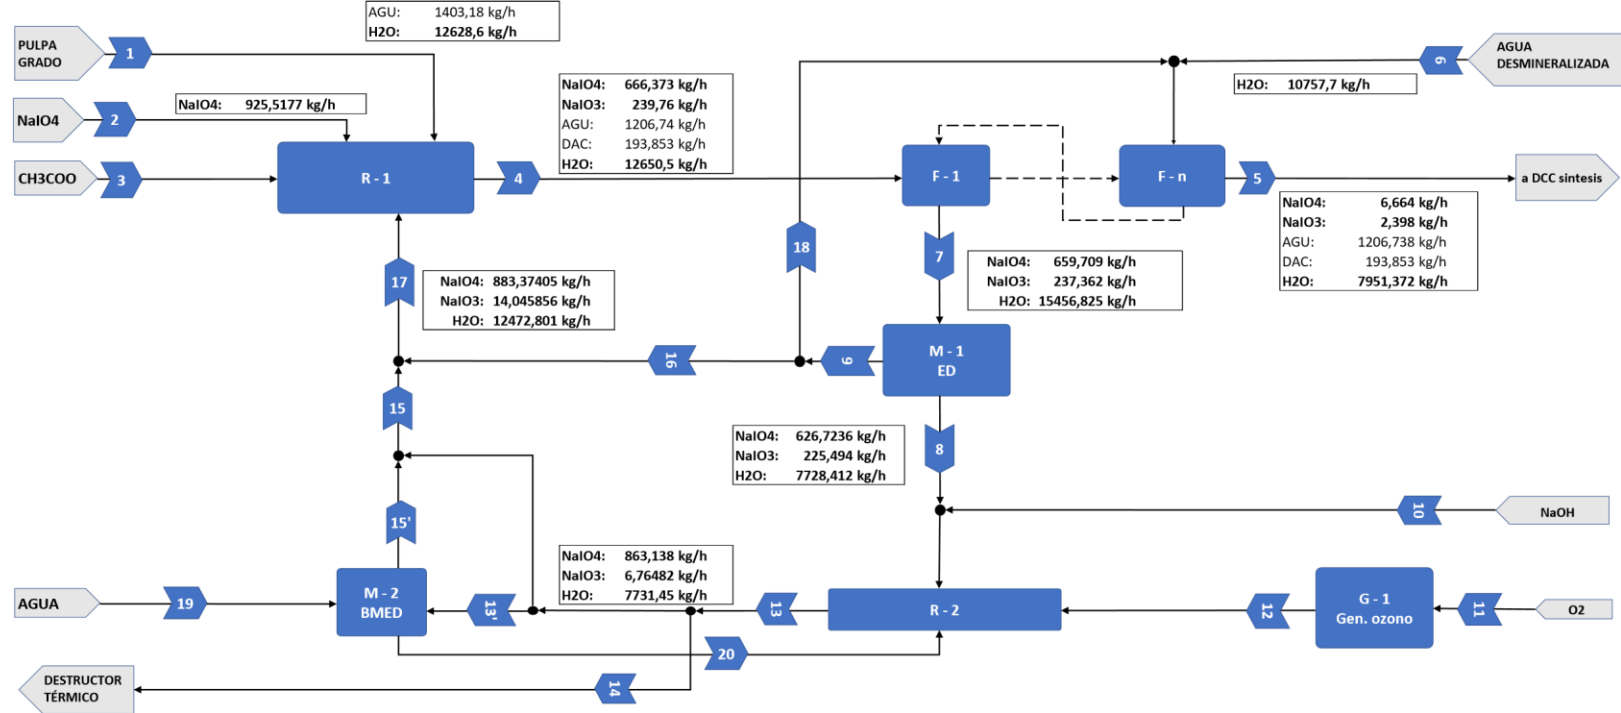 AGU: 1403,18 kg/h
H2O: 12628,6 kg/h
PULPA
GRADO
1
AGUA
DESMINERALIZADA
6
H2O: 10757,7 kg/h
NaIO4: 666,373 kg/h
NaIO3: 239,76 kg/h
AGU: 1206,74 kg/h
DAC: 193,853 kg/h
H2O: 12650,5 kg/h
NaIO4
2
NaIO4: 925,5177 kg/h
CH3COO
3
R - 1
4
F - 1
F - n
5
a DCC sintesis
NaIO4: 6,664 kg/h
NaIO3: 2,398 kg/h
AGU: 1206,738 kg/h
DAC: 193,853 kg/h
H2O: 7951,372 kg/h
18
7
NaIO4: 659,709 kg/h
NaIO3: 237,362 kg/h
H2O: 15456,825 kg/h
17
NaIO4: 883,37405 kg/h
NaIO3: 14,045856 kg/h
H2O: 12472,801 kg/h
16
9
M - 1
ED
15
NaIO4: 626,7236 kg/h
NaIO3: 225,494 kg/h
H2O: 7728,412 kg/h
8
10
NaOH
15'
NaIO4: 863,138 kg/h
NaIO3: 6,76482 kg/h
H2O: 7731,45 kg/h
AGUA
19
M - 2
BMED
13'
13
R - 2
12
G - 1
Gen. ozono
11
O2
20
DESTRUCTOR
TÉRMICO
14